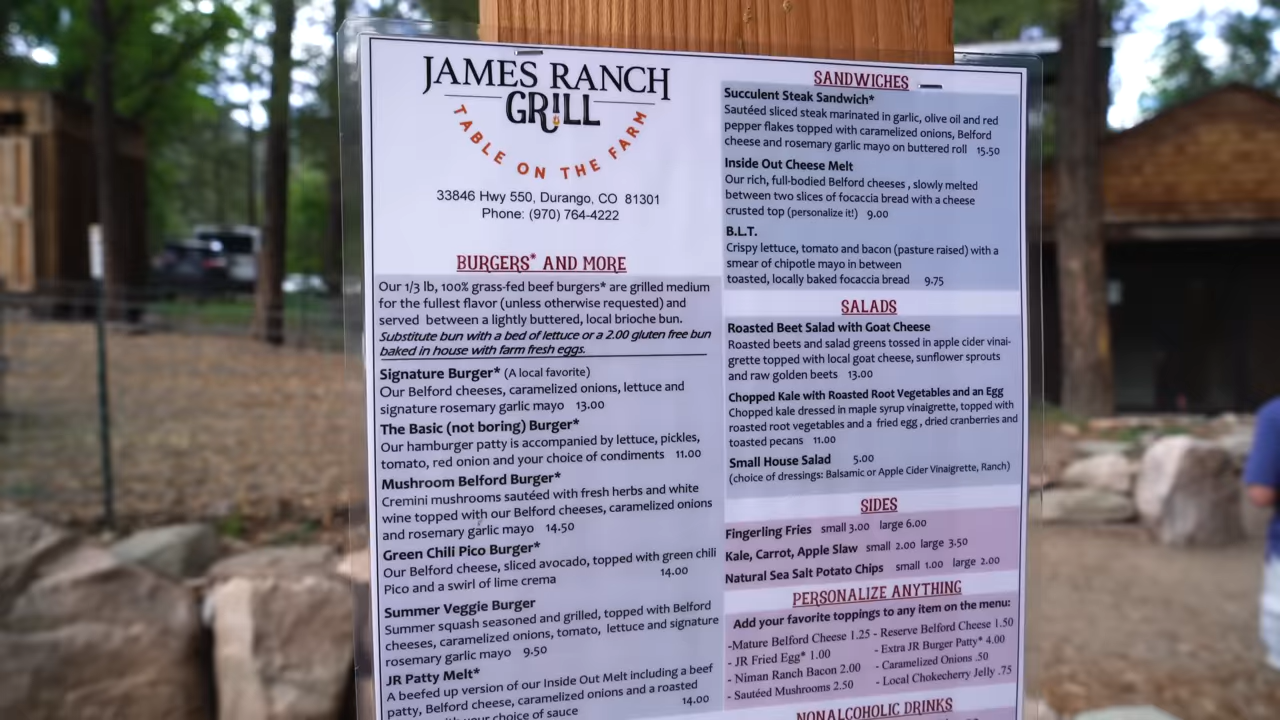 JAMES RANCH
GRILL
TABLE ON THE FARM
33846 Hwy 550, Durango, CO 81301
Phone: (970) 764-4222
BURGERS* AND MORE
Our 1/3 lb, 100% grass-fed beef burgers* are grilled medium
for the fullest flavor (unless otherwise requested) and
served between a lightly buttered, local brioche bun.
Substitute bun with a bed of lettuce or a 2.00 gluten free bun
baked in house with farm fresh eggs.
Signature Burger* (A local favorite)
Our Belford cheeses, caramelized onions, lettuce and
signature rosemary garlic mayo 13.00
The Basic (not boring) Burger*
Our hamburger patty is accompanied by lettuce, pickles,
tomato, red onion and your choice of condiments 11.00
Mushroom Belford Burger*
Cremini mushrooms sautéed with fresh herbs and white
wine topped with our Belford cheeses, caramelized onions
and rosemary garlic mayo 14.50
Green Chili Pico Burger*
Our Belford cheese, sliced avocado, topped with green chili
Pico and a swirl of lime crema 14.00
Summer Veggie Burger
Summer squash seasoned and grilled, topped with Belford
cheeses, caramelized onions, tomato, lettuce and signature
rosemary garlic mayo 9.50
JR Patty Melt*
A beefed up version of our Inside Out Melt including a beef
patty, Belford cheese, caramelized onions and a roasted
with your choice of sauce 14.00
SANDWICHES
Succulent Steak Sandwich*
Sautéed sliced steak marinated in garlic, olive oil and red
pepper flakes topped with caramelized onions, Belford
cheese and rosemary garlic mayo on buttered roll 15.50
Inside Out Cheese Melt
Our rich, full-bodied Belford cheeses , slowly melted
between two slices of focaccia bread with a cheese
crusted top (personalize it!) 9.00
B.L.T.
Crispy lettuce, tomato and bacon (pasture raised) with a
smear of chipotle mayo in between
toasted, locally baked focaccia bread 9.75
SALADS
Roasted Beet Salad with Goat Cheese
Roasted beets and salad greens tossed in apple cider vinai-
grette topped with local goat cheese, sunflower sprouts
and raw golden beets 13.00
Chopped Kale with Roasted Root Vegetables and an Egg
Chopped kale dressed in maple syrup vinaigrette, topped with
roasted root vegetables and a fried egg , dried cranberries and
toasted pecans 11.00
Small House Salad 5.00
(choice of dressings: Balsamic or Apple Cider Vinaigrette, Ranch)
SIDES
Fingerling Fries small 3.00 large 6.00
Kale, Carrot, Apple Slaw small 2.00 large 3.50
Natural Sea Salt Potato Chips small 1.00 large 2.00
PERSONALIZE ANYTHING
Add your favorite toppings to any item on the menu:
-Mature Belford Cheese 1.25 - Reserve Belford Cheese 1.50
- JR Fried Egg* 1.00 - Extra JR Burger Patty* 4.00
- Niman Ranch Bacon 2.00 - Caramelized Onions .50
- Sautéed Mushrooms 2.50 - Local Chokecherry Jelly .75
NONALCOHOLIC DRINKS